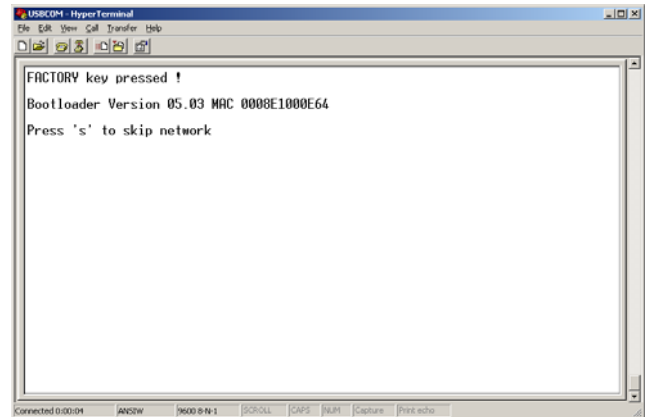 USBCOM - HyperTerminal
File Edit View Call Transfer Help
FACTORY key pressed !
Bootloader Version 05.03 MAC 0008E1000E64
Press 's' to skip network
Connected 0:00:04 ANSIW 9600 8-N-1 SCROLL CAPS NUM Capture Print echo